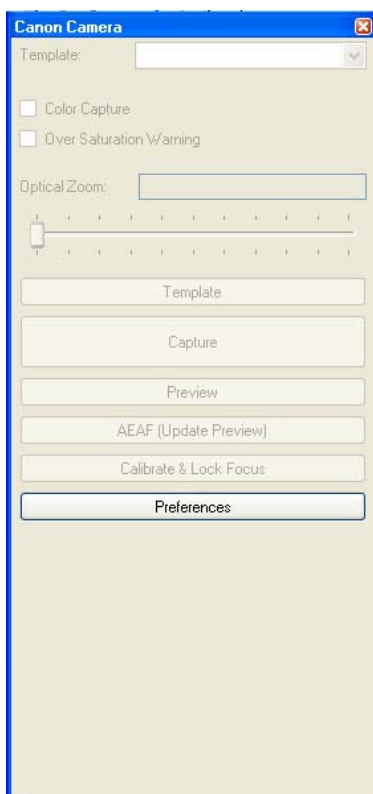 Canon Camera
Template:
Color Capture
Over Saturation Warning
Optical Zoom:
Template
Capture
Preview
AEAF (Update Preview)
Calibrate & Lock Focus
Preferences